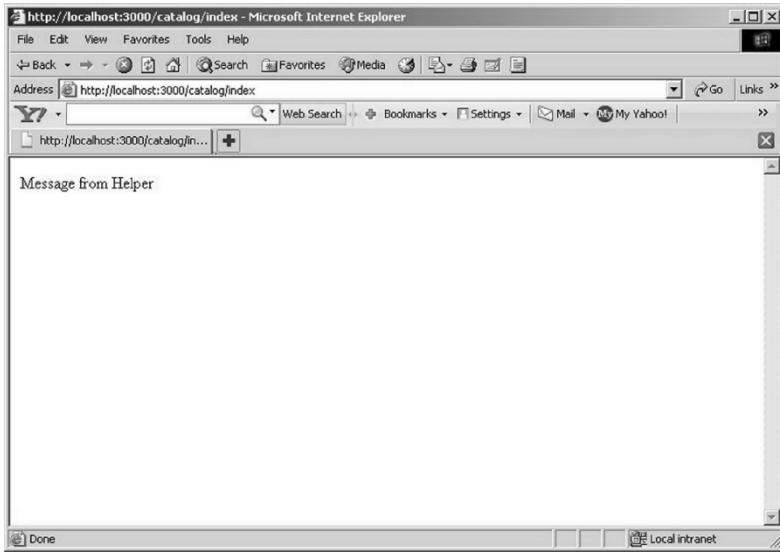 http://localhost:3000/catalog/index - Microsoft Internet Explorer
File Edit View Favorites Tools Help
Back Search Favorites Media
Address http://localhost:3000/catalog/index Go Links »
Y! Web Search Bookmarks Settings Mail My My Yahoo! »
http://localhost:3000/catalog/in...
Message from Helper
Done Local intranet